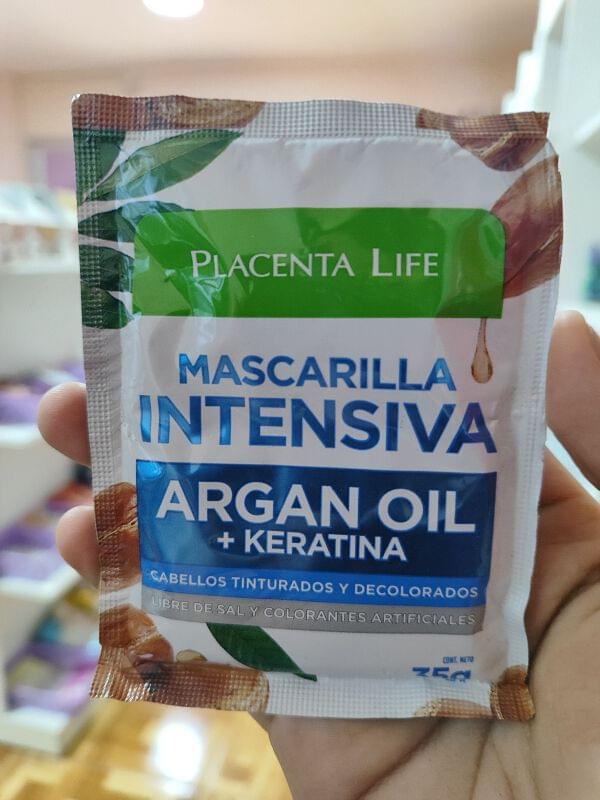 PLACENTA LIFE
MASCARILLA
INTENSIVA
ARGAN OIL
+ KERATINA
CABELLOS TINTURADOS Y DECOLORADOS
LIBRE DE SAL Y COLORANTES ARTIFICIALES
CONT. NETO
35g